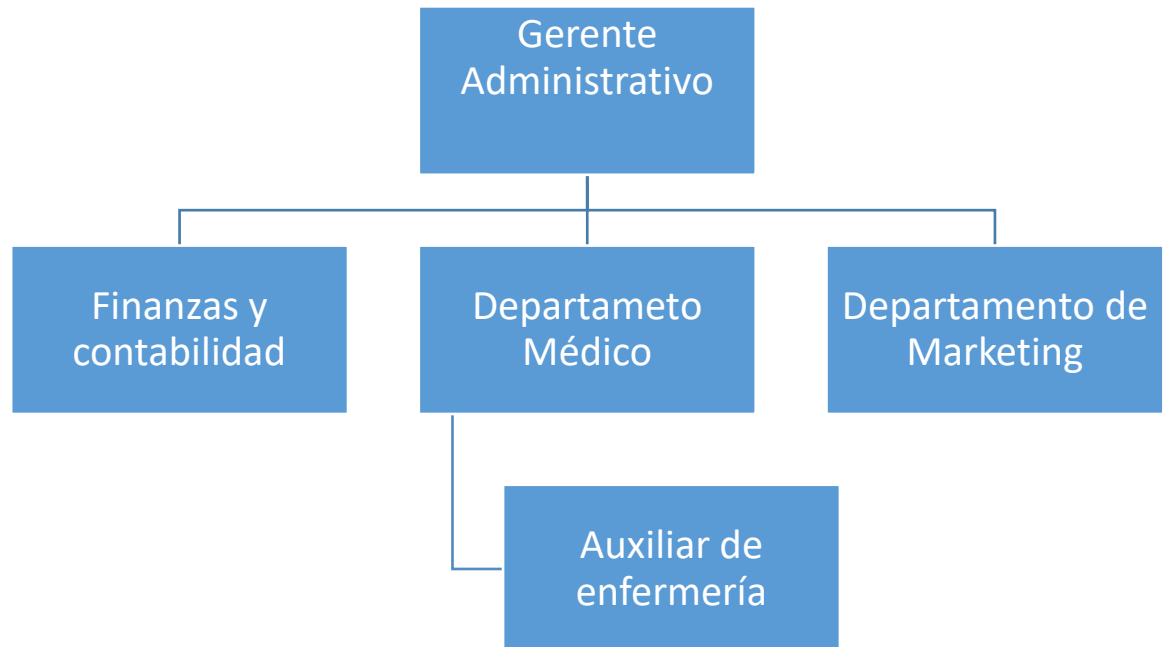 Gerente
Administrativo
Finanzas y
contabilidad
Departameto
Médico
Departamento de
Marketing
Auxiliar de
enfermería